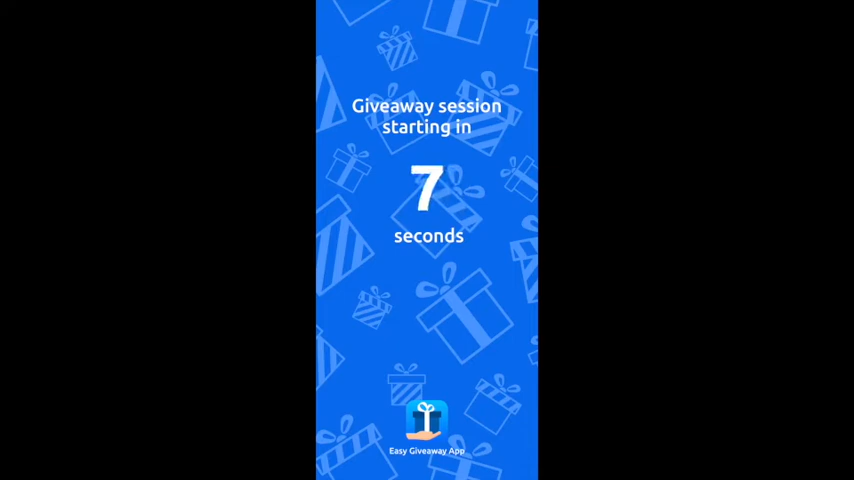 Giveaway session
starting in
7
seconds
Easy Giveaway App